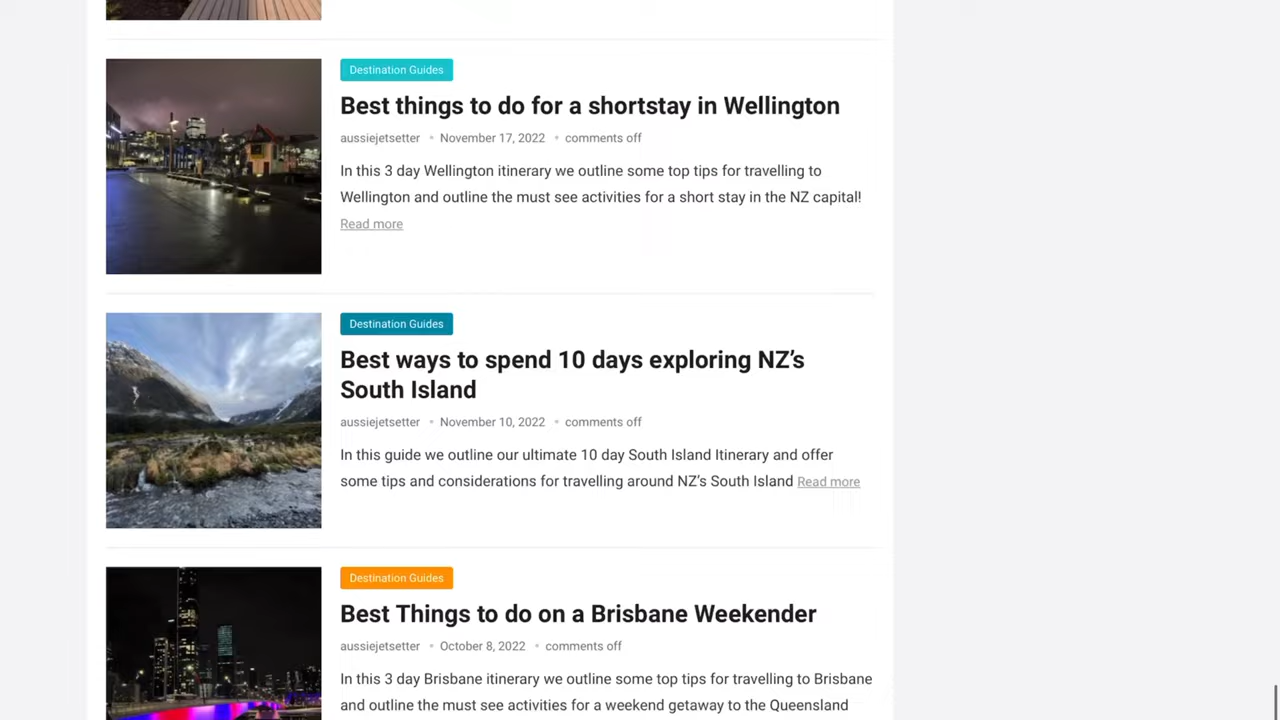 Destination Guides
Best things to do for a shortstay in Wellington
aussiejetsetter • November 17, 2022 • comments off
In this 3 day Wellington itinerary we outline some top tips for travelling to
Wellington and outline the must see activities for a short stay in the NZ capital!
Read more
Destination Guides
Best ways to spend 10 days exploring NZ’s
South Island
aussiejetsetter • November 10, 2022 • comments off
In this guide we outline our ultimate 10 day South Island Itinerary and offer
some tips and considerations for travelling around NZ’s South Island Read more
Destination Guides
Best Things to do on a Brisbane Weekender
aussiejetsetter • October 8, 2022 • comments off
In this 3 day Brisbane itinerary we outline some top tips for travelling to Brisbane
and outline the must see activities for a weekend getaway to the Queensland